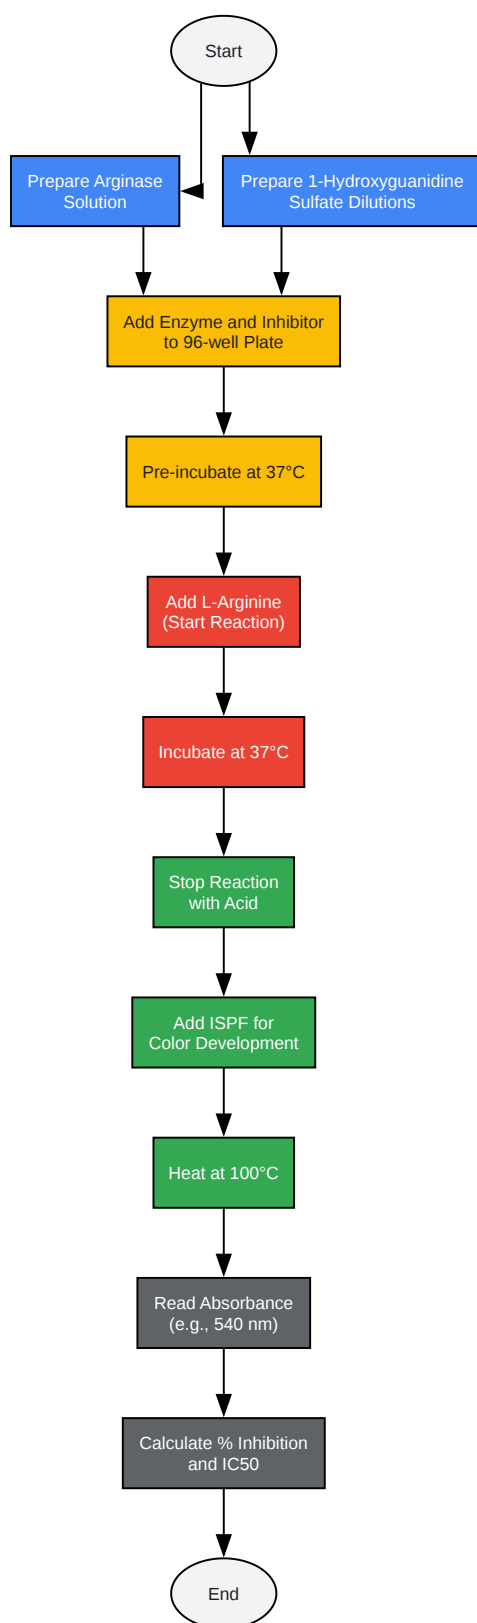 Start
Prepare Arginase
Solution
Prepare 1-Hydroxyguanidine
Sulfate Dilutions
Add Enzyme and Inhibitor
to 96-well Plate
Pre-incubate at 37°C
Add L-Arginine
(Start Reaction)
Incubate at 37°C
Stop Reaction
with Acid
Add ISPF for
Color Development
Heat at 100°C
Read Absorbance
(e.g., 540 nm)
Calculate % Inhibition
and IC50
End